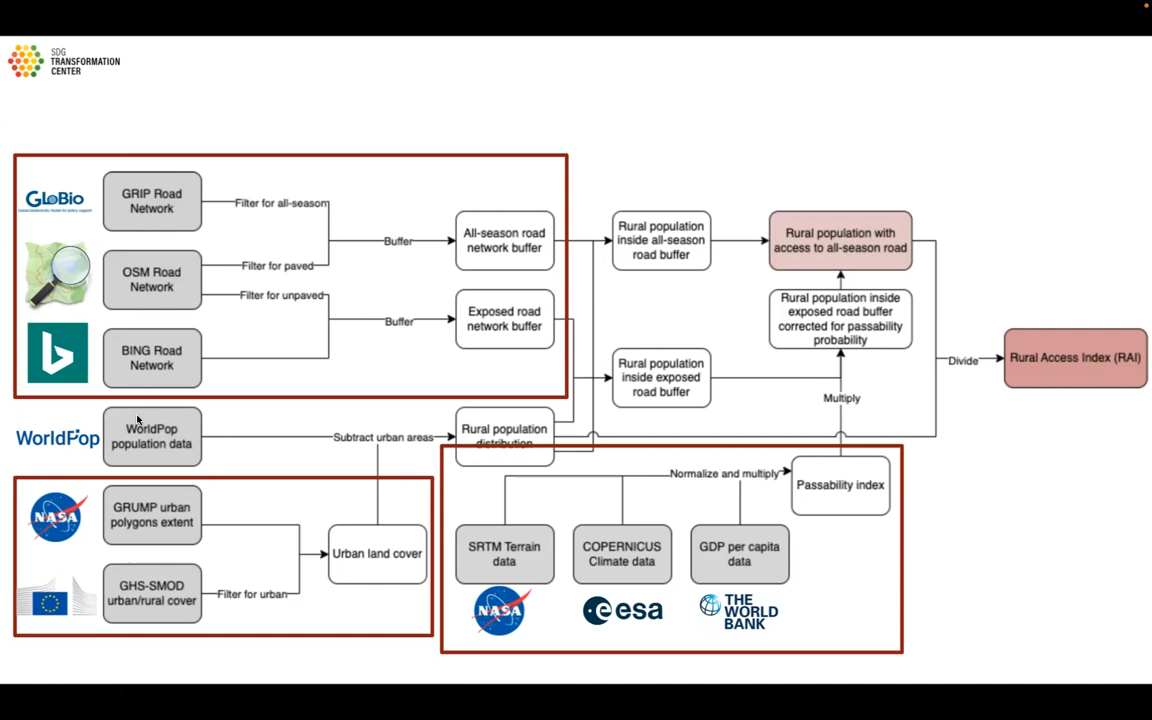 SDG
TRANSFORMATION
CENTER
GLOBIO
Global biodiversity model for policy support
GRIP Road
Network
Filter for all-season
OSM Road
Network
Filter for paved
Filter for unpaved
BING Road
Network
Buffer
Buffer
All-season road
network buffer
Exposed road
network buffer
Rural population
inside all-season
road buffer
Rural population
inside exposed
road buffer
Rural population with
access to all-season road
Rural population inside
exposed road buffer
corrected for passability
probability
Divide
Rural Access Index (RAI)
Multiply
WorldPop
WorldPop
population data
Subtract urban areas
Rural population
distribution
NASA
GRUMP urban
polygons extent
GHS-SMOD
urban/rural cover
Filter for urban
Urban land cover
Normalize and multiply
Passability index
SRTM Terrain
data
COPERNICUS
Climate data
GDP per capita
data
NASA
esa
THE
WORLD
BANK